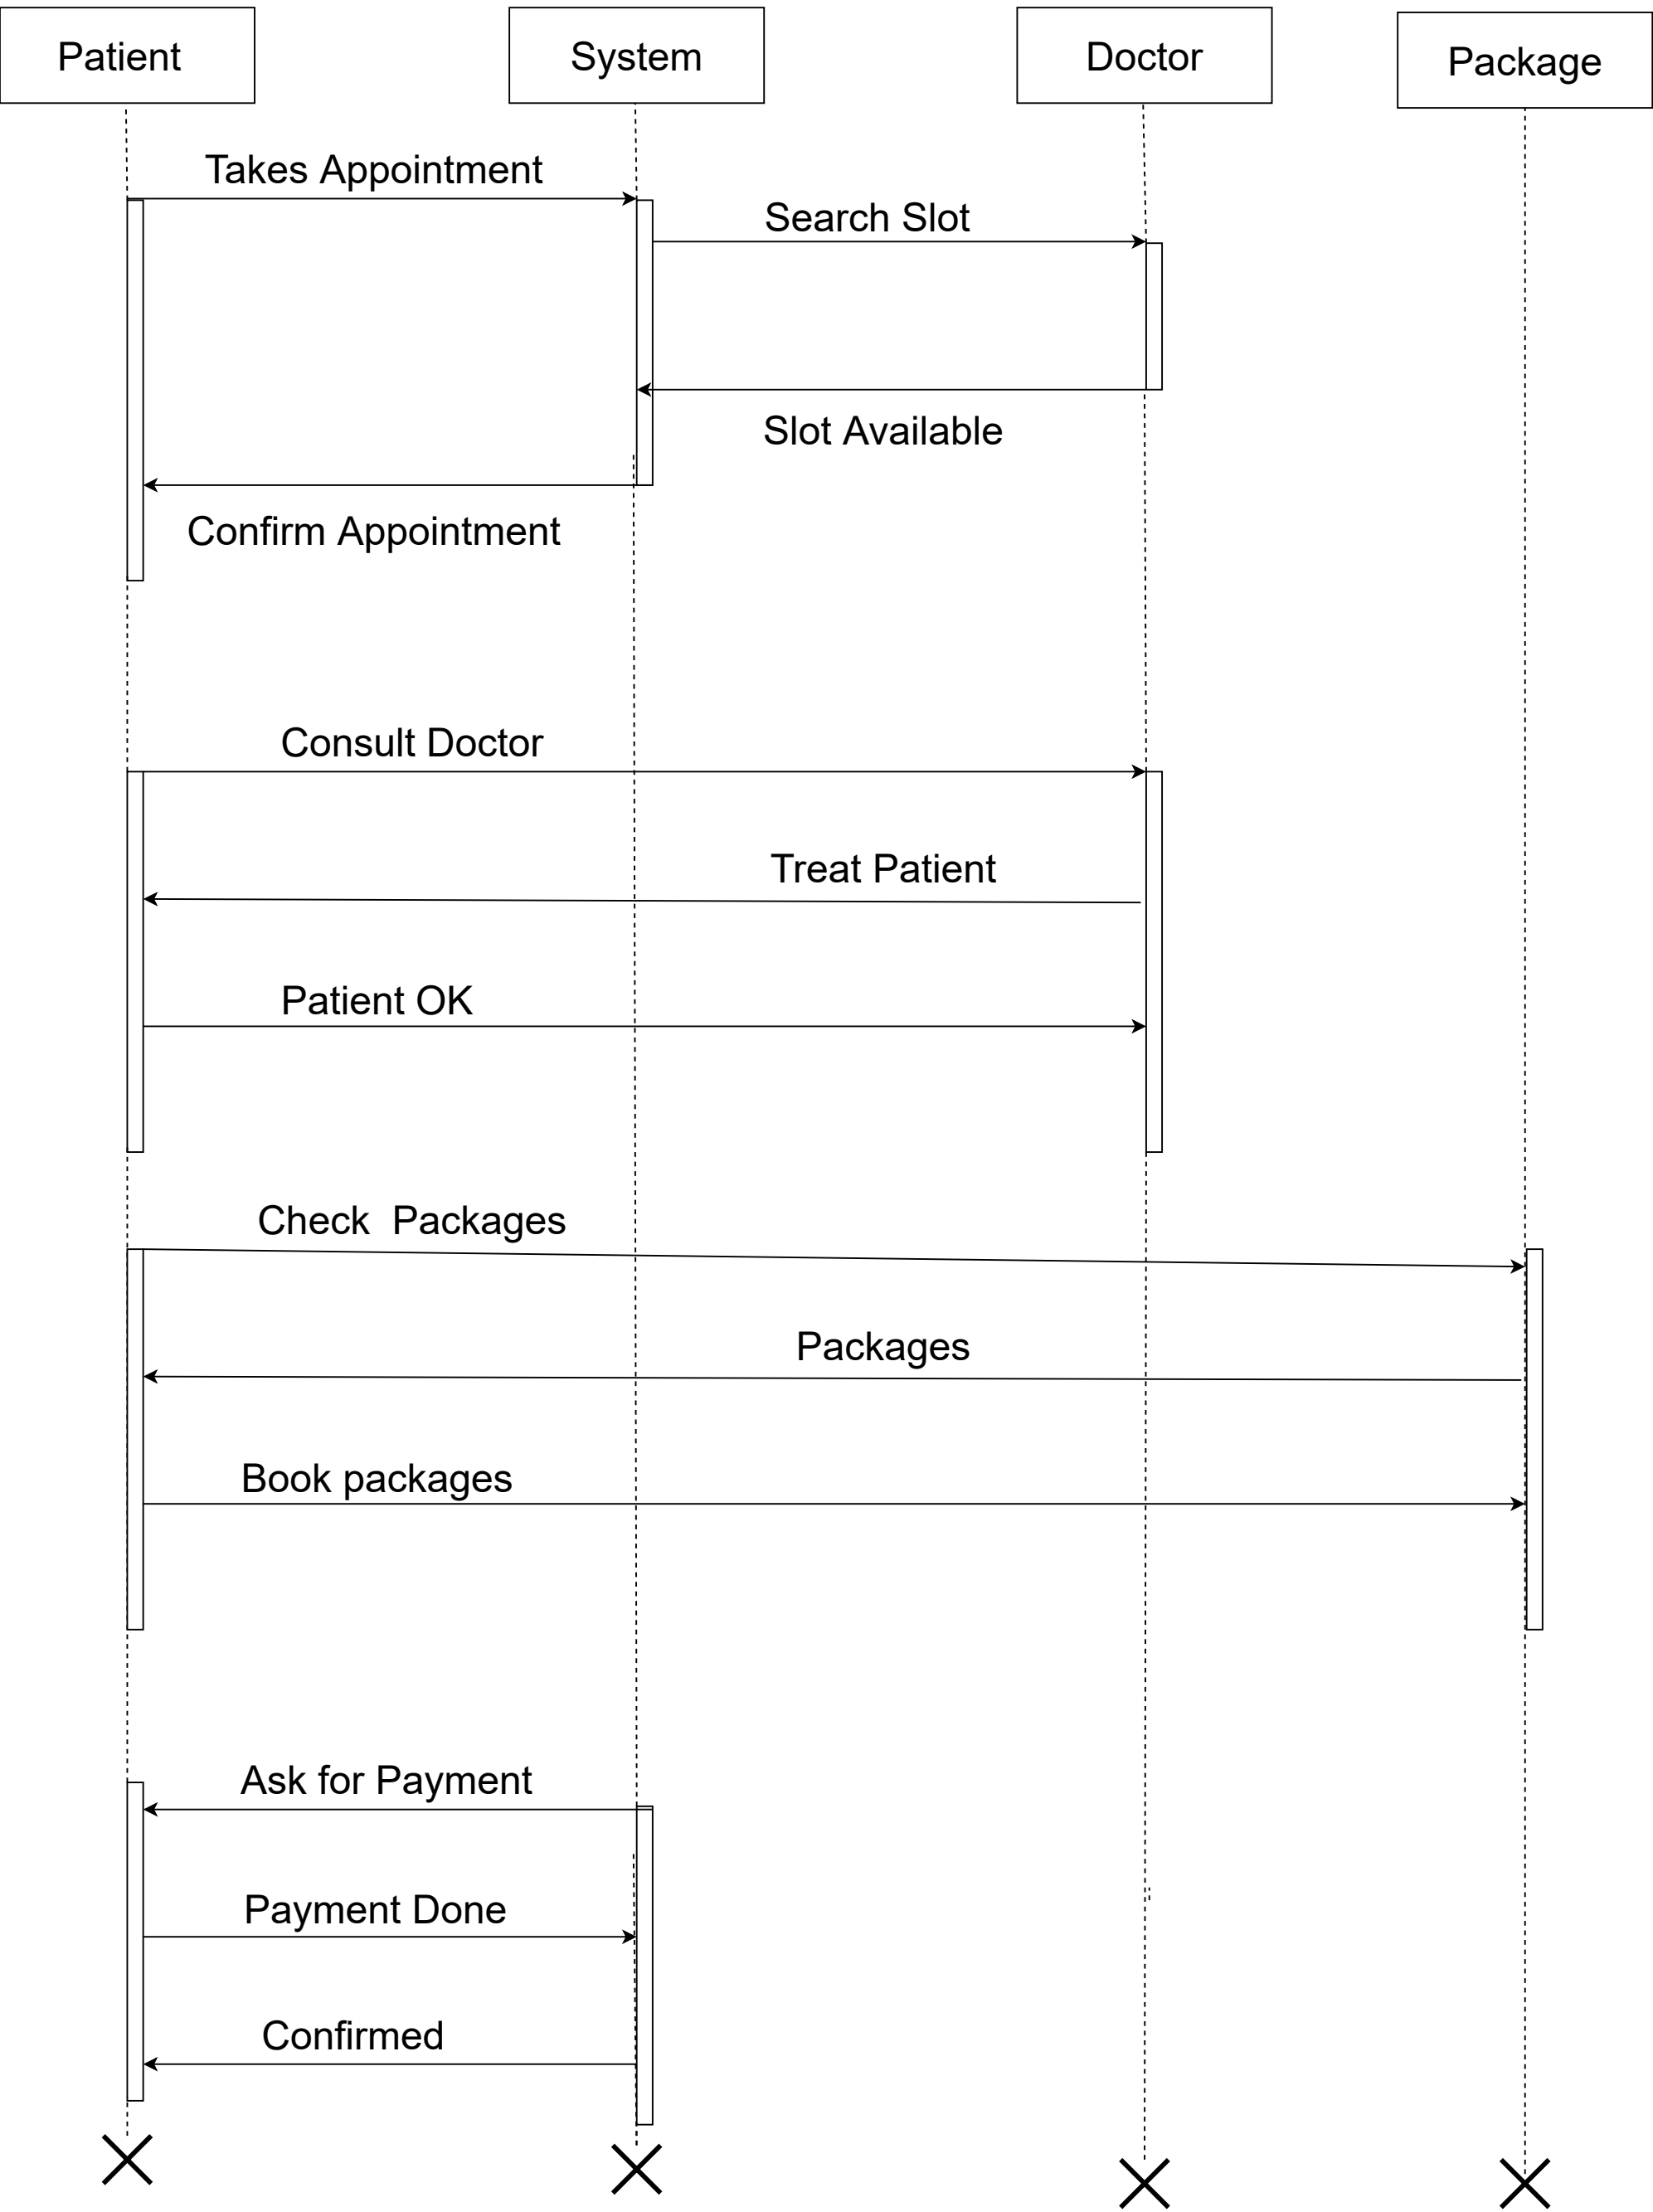 Patient
System
Doctor
Package
Takes Appointment
Search Slot
Slot Available
Confirm Appointment
Consult Doctor
Treat Patient
Patient OK
Check  Packages
Packages
Book packages
Ask for Payment
Payment Done
Confirmed